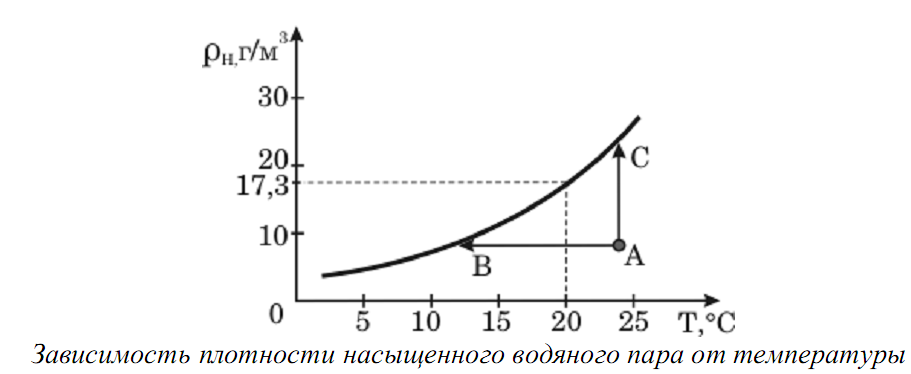 ρн, г/м³
30
20
17,3
10
0
5 10 15 20 25 T,°C
C
A
B
Зависимость плотности насыщенного водяного пара от температуры